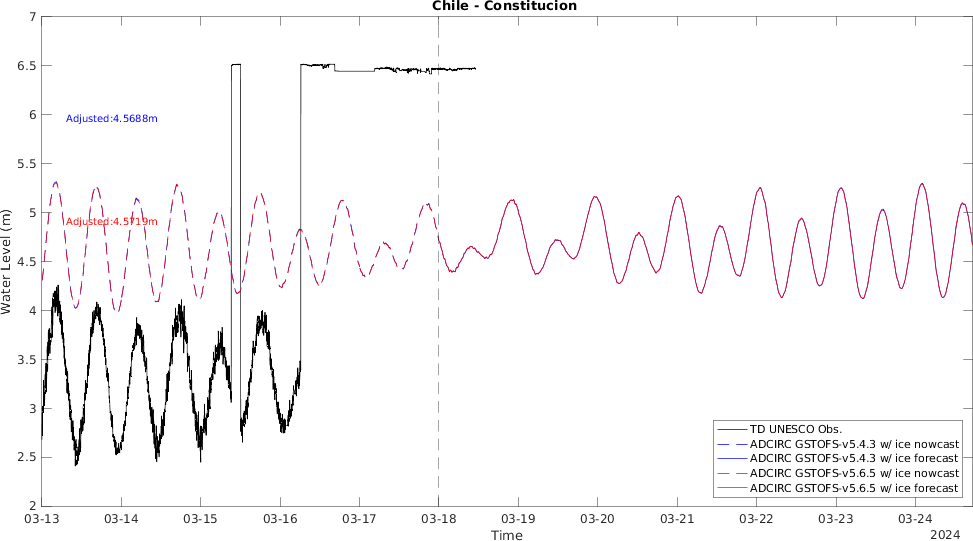 Chile - Constitucion
7
6.5
6
5.5
5
4.5
4
3.5
3
2.5
2
Water Level (m)
Adjusted:4.5688m
Adjusted:4.5719m
TD UNESCO Obs.
ADCIRC GSTOFS-v5.4.3 w/ ice nowcast
ADCIRC GSTOFS-v5.4.3 w/ ice forecast
ADCIRC GSTOFS-v5.6.5 w/ ice nowcast
ADCIRC GSTOFS-v5.6.5 w/ ice forecast
03-13 03-14 03-15 03-16 03-17 03-18 03-19 03-20 03-21 03-22 03-23 03-24
Time
2024